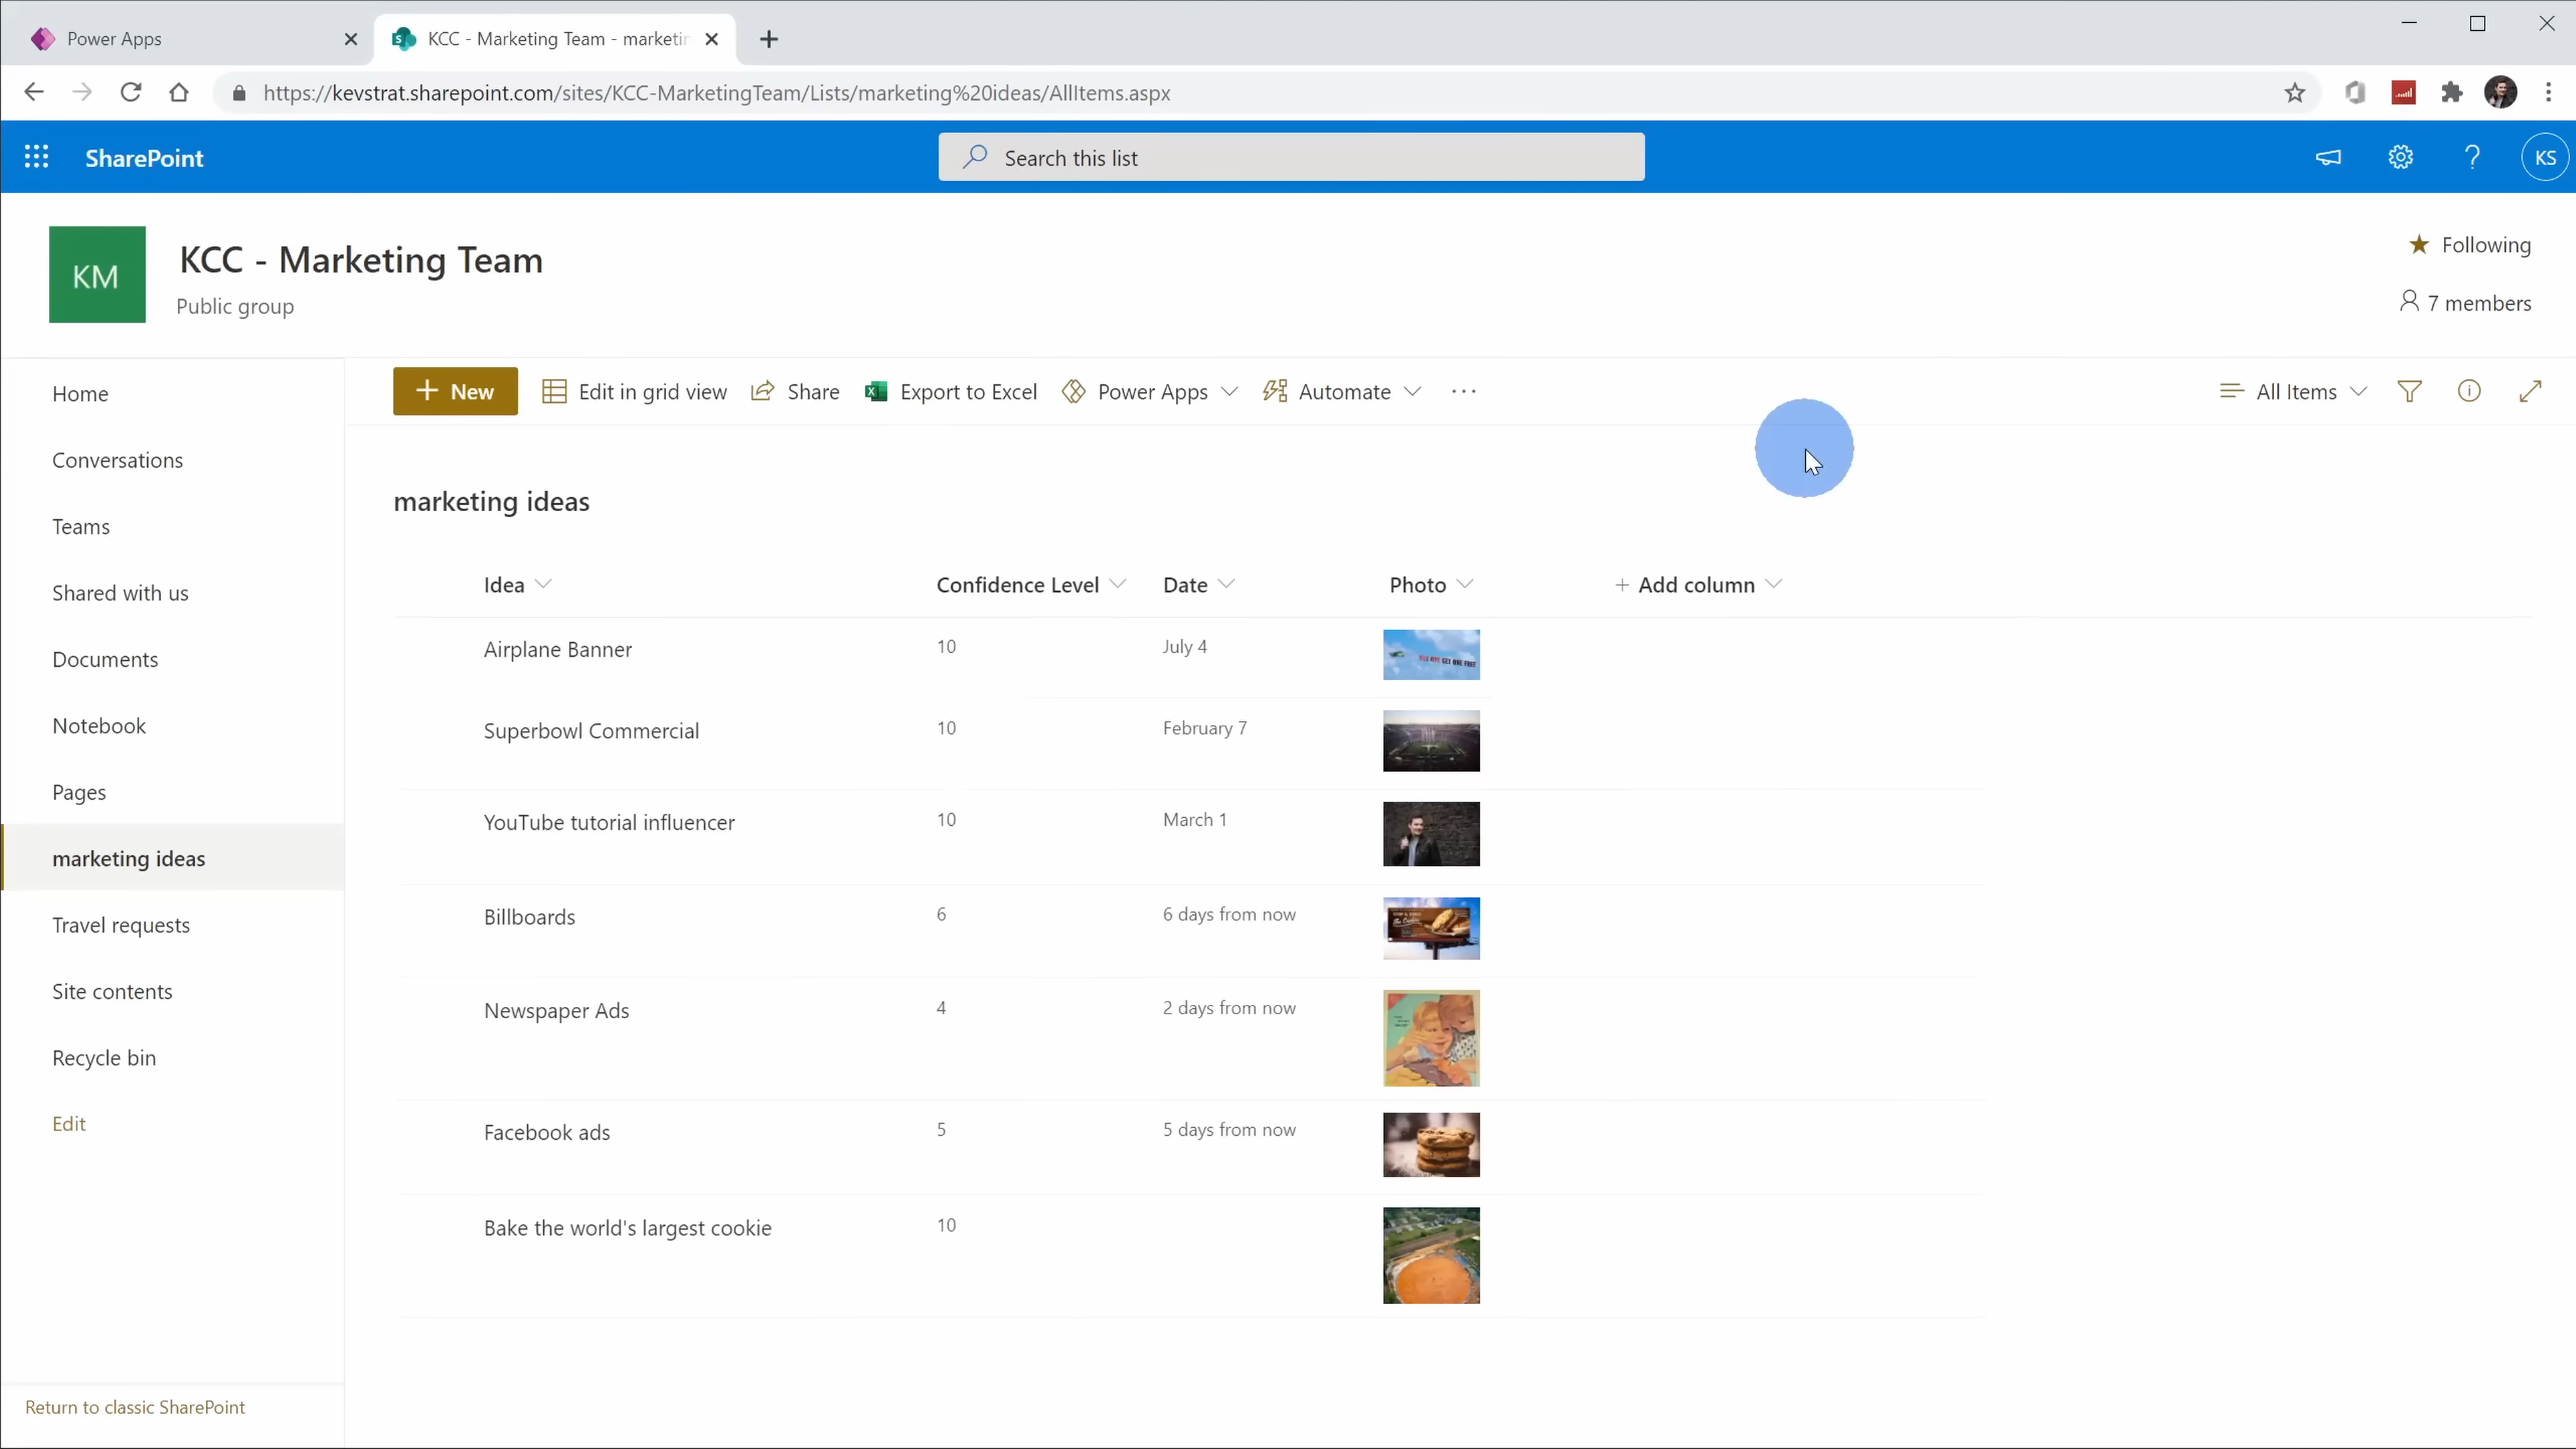 Power Apps
KCC - Marketing Team - marketin
https://kevstrat.sharepoint.com/sites/KCC-MarketingTeam/Lists/marketing%20ideas/AllItems.aspx
SharePoint
Search this list
KS
KM
KCC - Marketing Team
Public group
Following
7 members
Home
Conversations
Teams
Shared with us
Documents
Notebook
Pages
marketing ideas
Travel requests
Site contents
Recycle bin
Edit
Return to classic SharePoint
New
Edit in grid view
Share
Export to Excel
Power Apps
Automate
All Items
marketing ideas
Idea
Confidence Level
Date
Photo
Add column
Airplane Banner
10
July 4
GET ONE FREE
Superbowl Commercial
10
February 7
YouTube tutorial influencer
10
March 1
Billboards
6
6 days from now
Newspaper Ads
4
2 days from now
Facebook ads
5
5 days from now
Bake the world's largest cookie
10